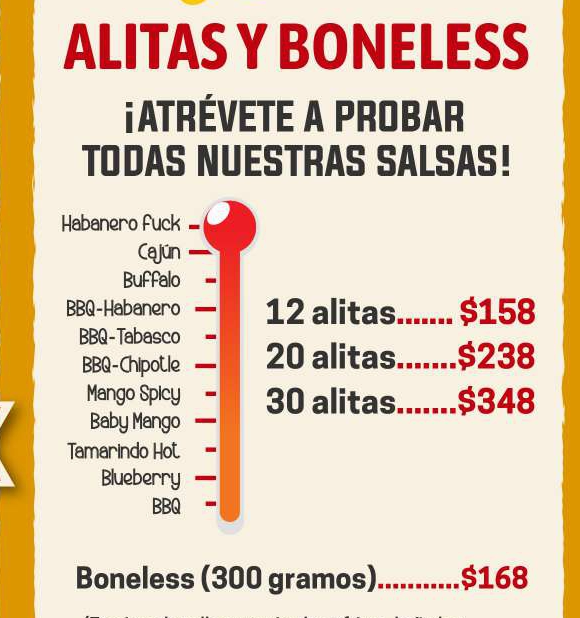 ALITAS Y BONELESS
¡ATRÉVETE A PROBAR
TODAS NUESTRAS SALSAS!
Habanero Fuck
Cajún
Buffalo
BBQ-Habanero
BBQ-Tabasco
BBQ-Chipotle
Mango Spicy
Baby Mango
Tamarindo Hot
Blueberry
BBQ
12 alitas....... $158
20 alitas.......$238
30 alitas.......$348
Boneless (300 gramos)...........$168